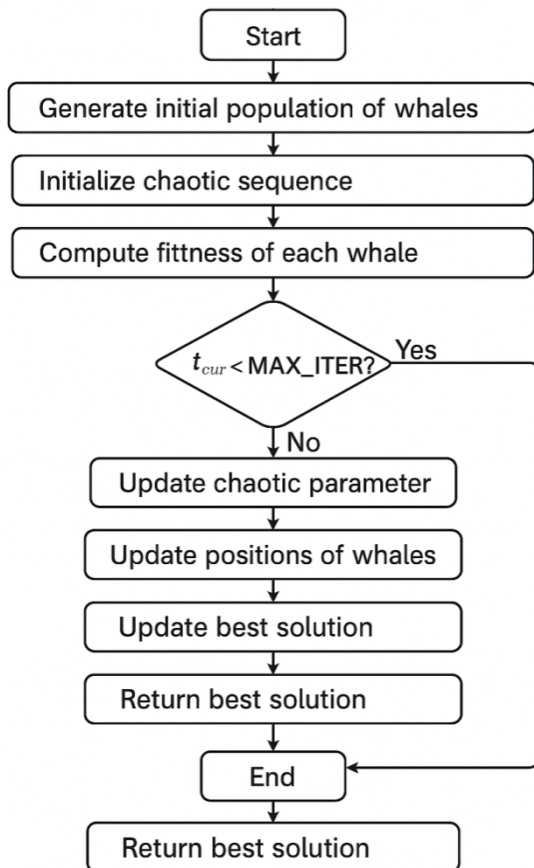 Start
Generate initial population of whales
Initialize chaotic sequence
Compute fittness of each whale
t_cur < MAX_ITER?
Yes
No
Update chaotic parameter
Update positions of whales
Update best solution
Return best solution
End
Return best solution